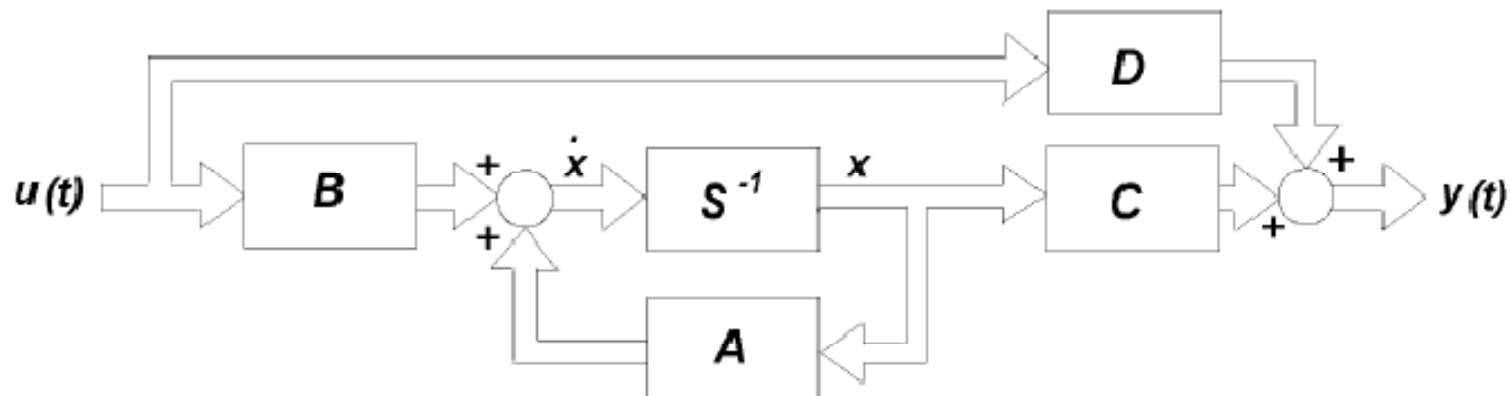 D
u(t) B + + ẋ S⁻¹ x C + + y(t)
A